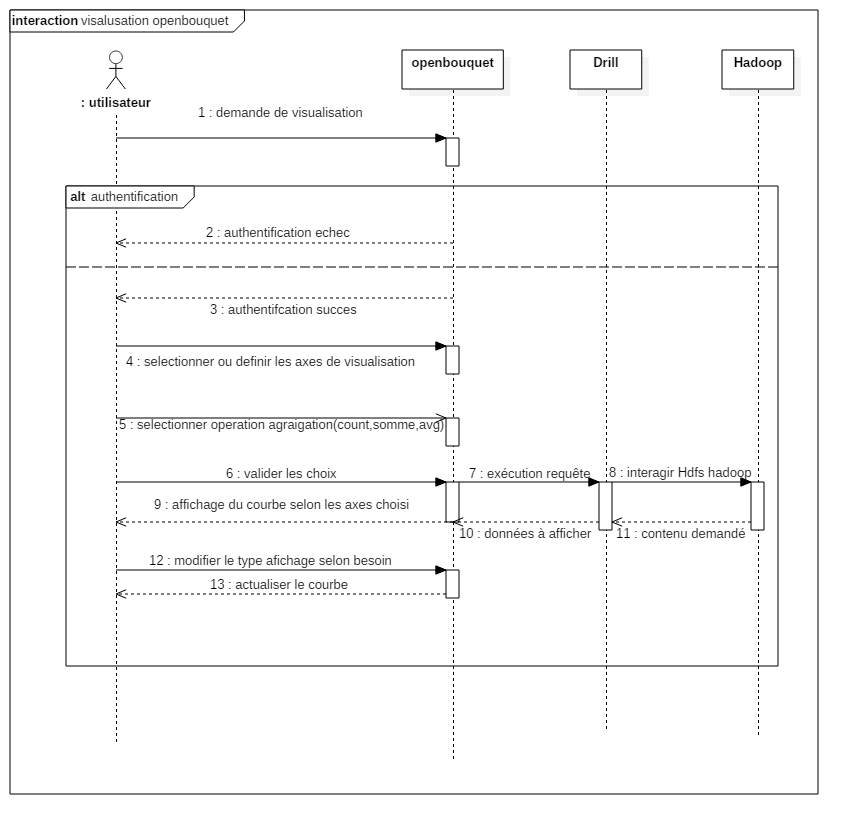 interaction visalusation openbouquet
openbouquet
Drill
Hadoop
: utilisateur
1 : demande de visualisation
alt authentification
2 : authentification echec
3 : authentifcation succes
4 : selectionner ou definir les axes de visualisation
5 : selectionner operation agraigation(count,somme,avg)
6 : valider les choix
7 : exécution requête
8 : interagir Hdfs hadoop
9 : affichage du courbe selon les axes choisi
10 : données à afficher
11 : contenu demandé
12 : modifier le type afichage selon besoin
13 : actualiser le courbe